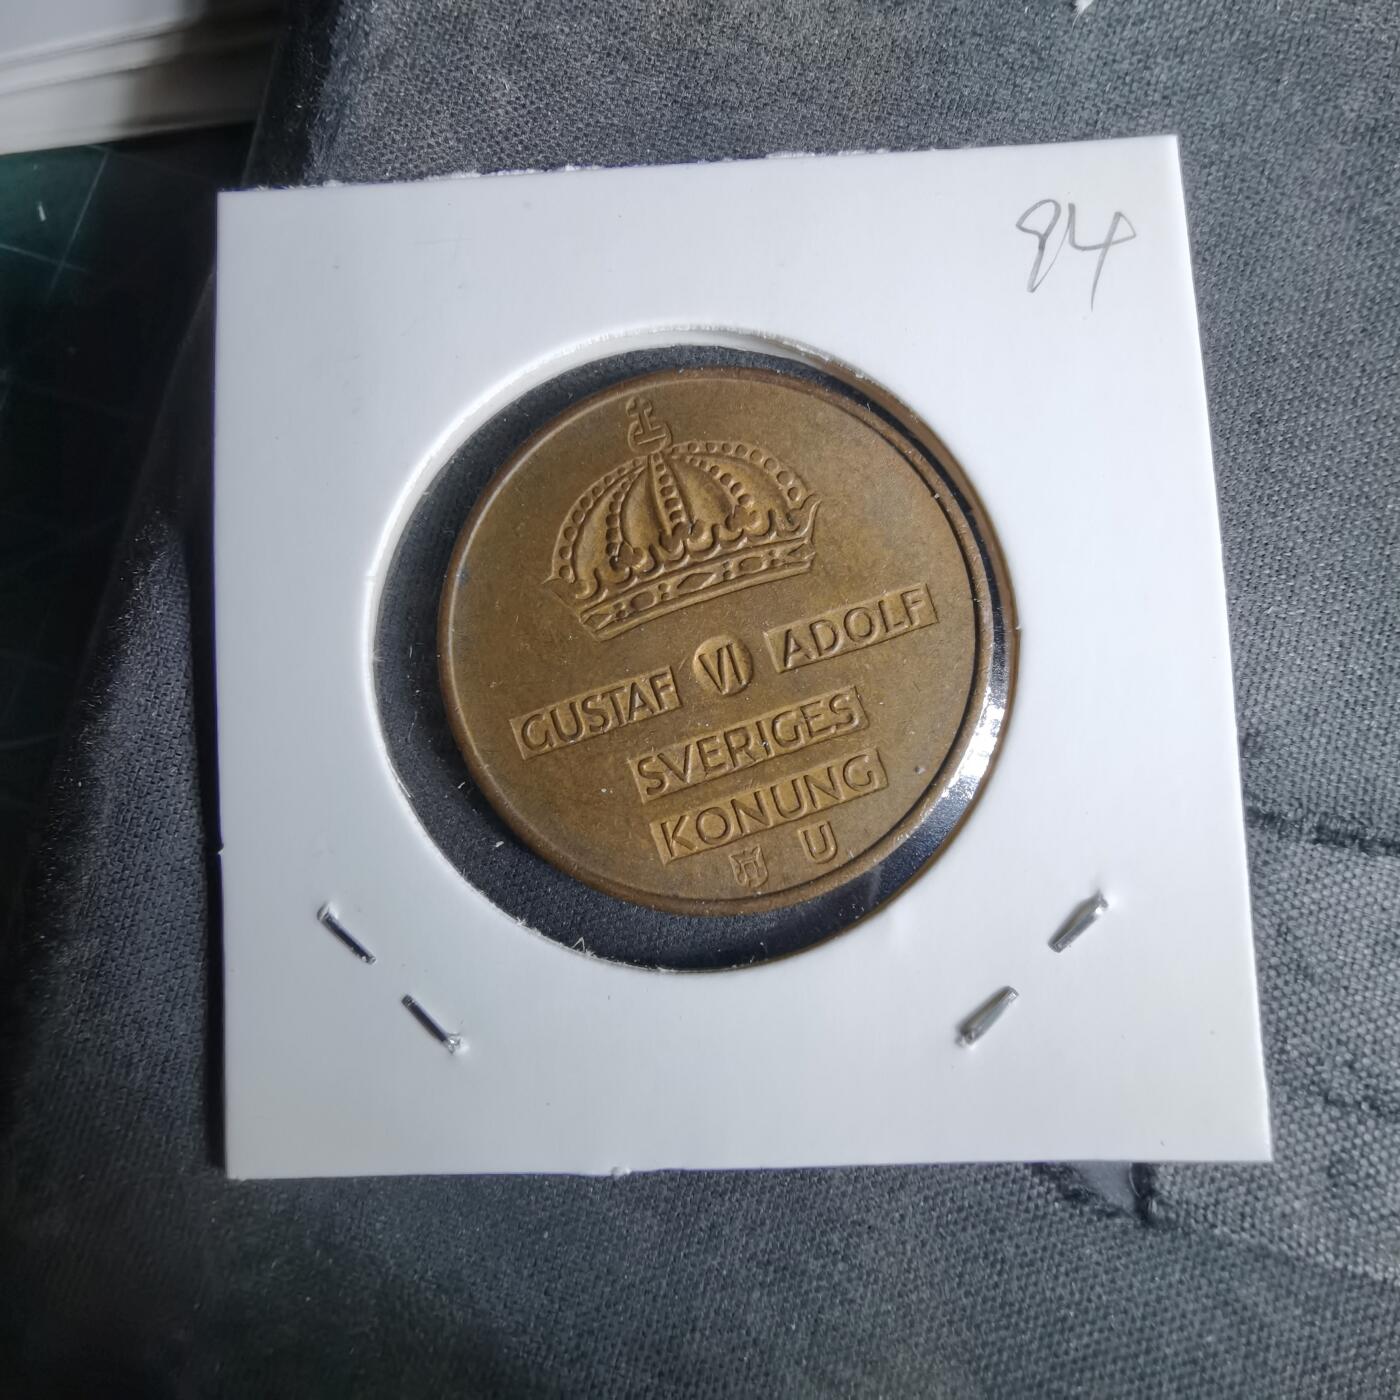 84
GUSTAF VI ADOLF
SVERIGES
KONUNG
U